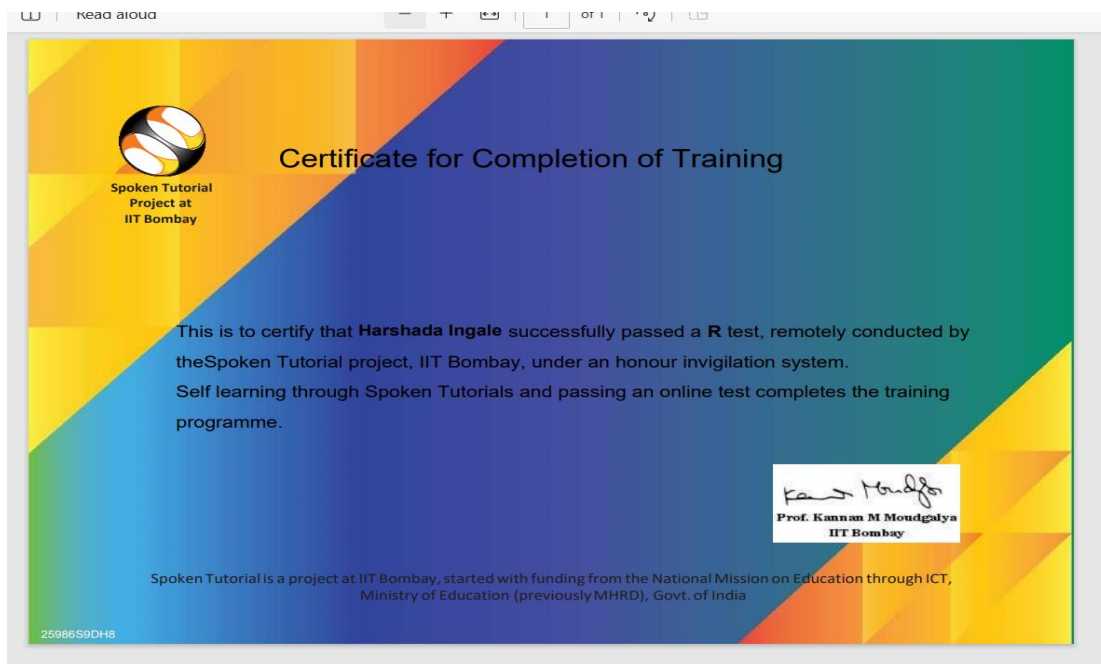 Read aloud
1 of 1
Spoken Tutorial
Project at
IIT Bombay
Certificate for Completion of Training
This is to certify that Harshada Ingale successfully passed a R test, remotely conducted by
theSpoken Tutorial project, IIT Bombay, under an honour invigilation system.
Self learning through Spoken Tutorials and passing an online test completes the training
programme.
Prof. Kannan M Moudgalya
IIT Bombay
Spoken Tutorial is a project at IIT Bombay, started with funding from the National Mission on Education through ICT,
Ministry of Education (previously MHRD), Govt. of India
25986S9DH8